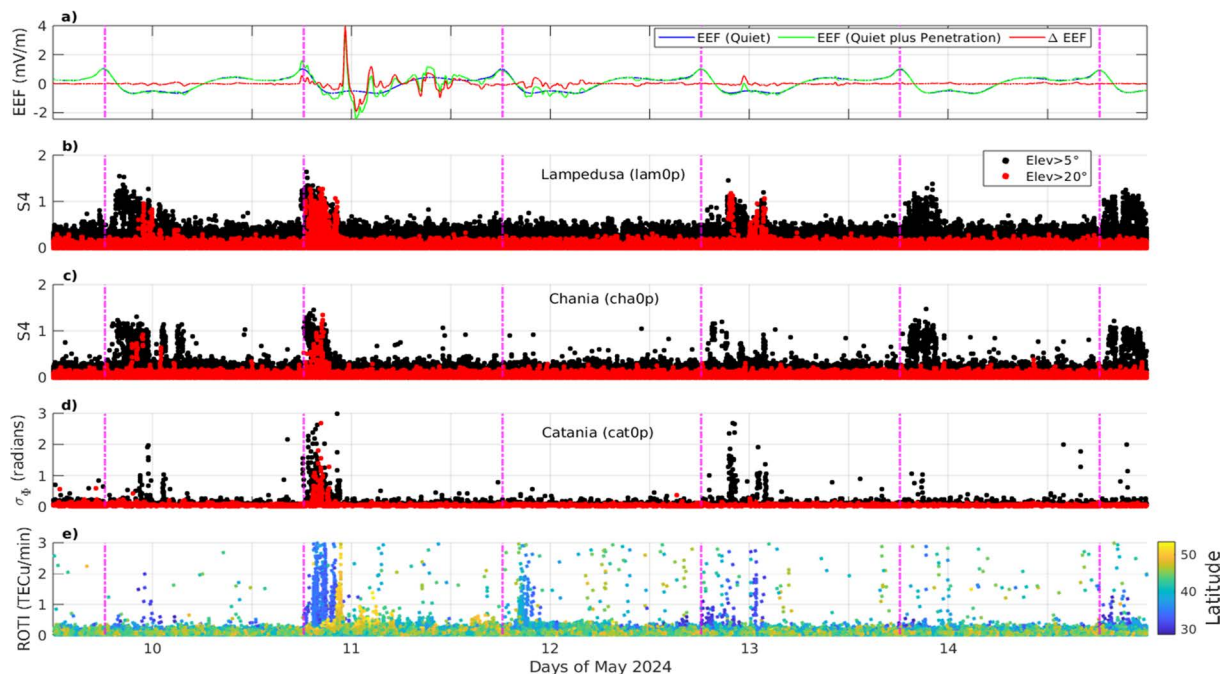 a)
EEF (mV/m)
4
2
0
-2
EEF (Quiet)
EEF (Quiet plus Penetration)
Δ EEF
b)
S4
2
1
0
Lampedusa (lam0p)
Elev>5°
Elev>20°
c)
S4
2
1
0
Chania (cha0p)
d)
σΦ (radians)
3
2
1
0
Catania (cat0p)
e)
ROTI (TECu/min)
3
2
1
0
50
40
30
Latitude
10
11
12
13
14
Days of May 2024